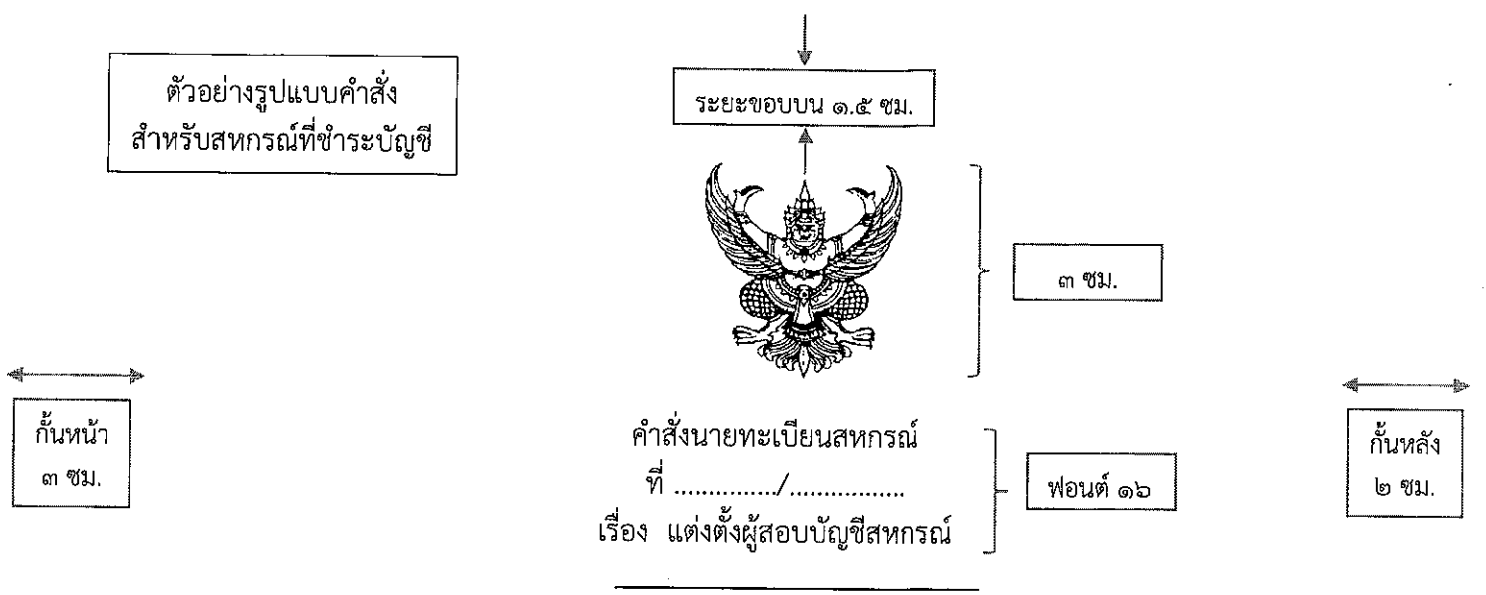 ตัวอย่างรูปแบบคำสั่ง
สำหรับสหกรณ์ที่ชำระบัญชี
ระยะขอบบน ๑.๕ ซม.
๓ ซม.
กั้นหน้า
๓ ซม.
กั้นหลัง
๒ ซม.
คำสั่งนายทะเบียนสหกรณ์
ที่ .............../.................
เรื่อง แต่งตั้งผู้สอบบัญชีสหกรณ์
ฟอนต์ ๑๖